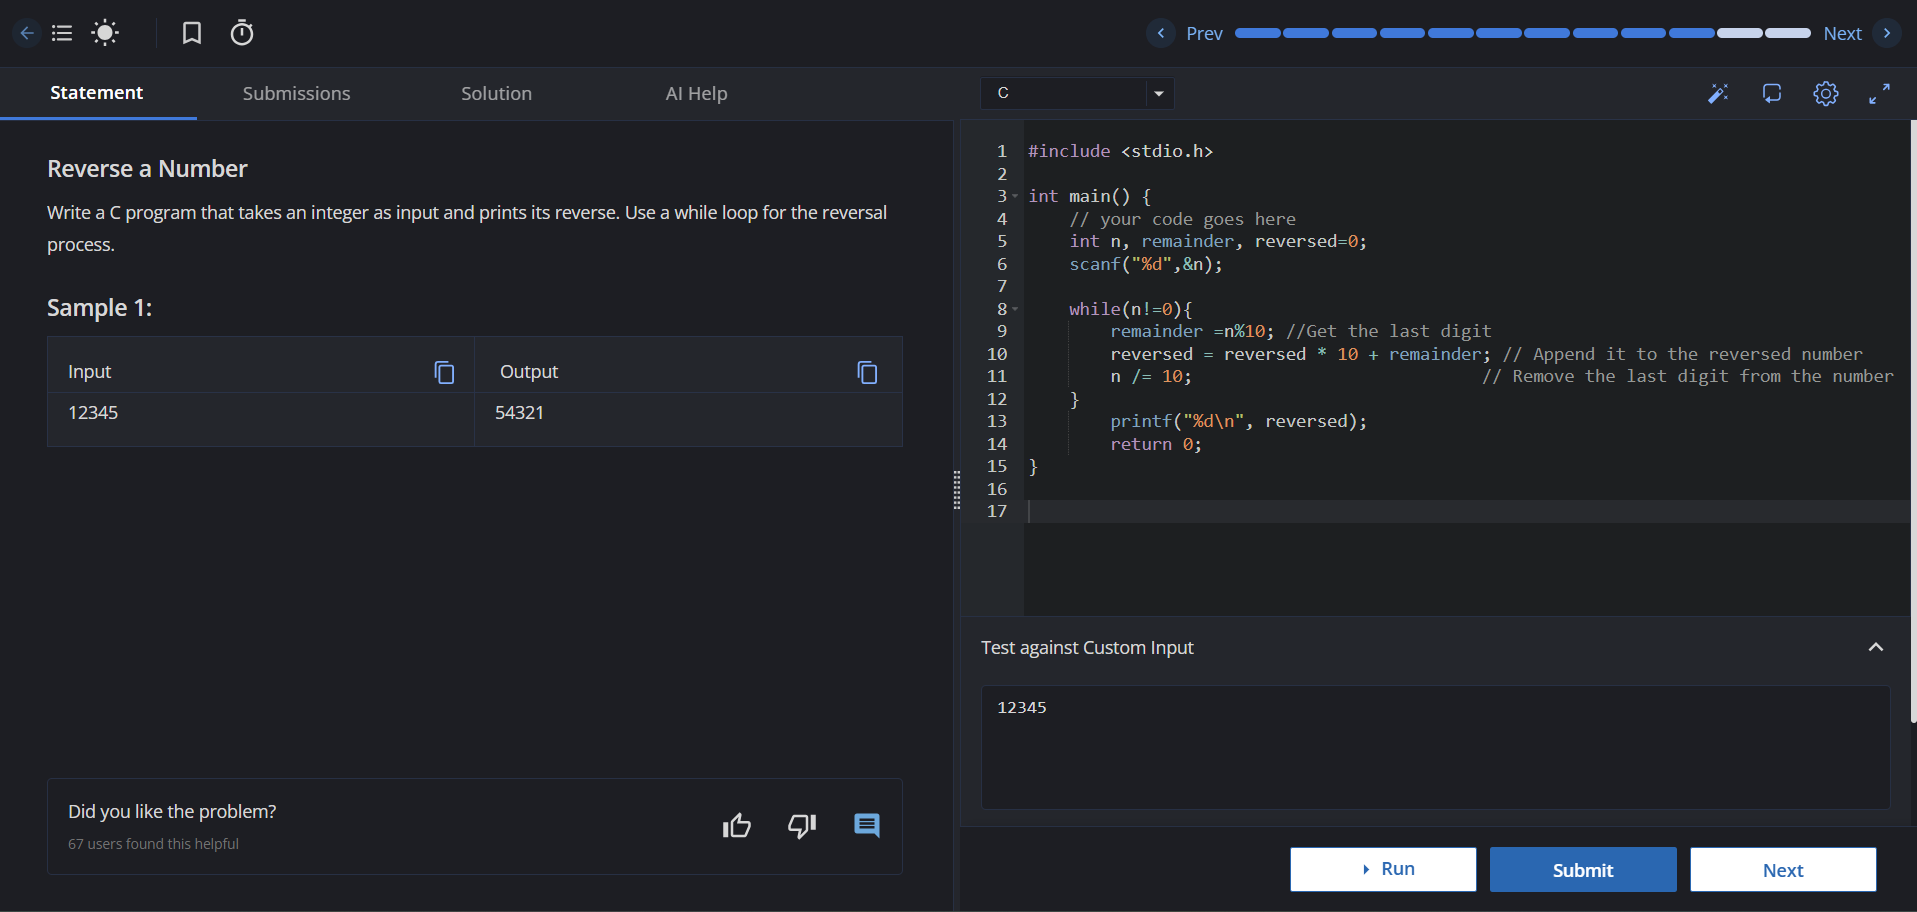 Prev
Next
Statement
Submissions
Solution
AI Help
C
Reverse a Number
Write a C program that takes an integer as input and prints its reverse. Use a while loop for the reversal
process.
Sample 1:
Input
Output
12345
54321
Did you like the problem?
67 users found this helpful
1 #include <stdio.h>
2
3 int main() {
4     // your code goes here
5     int n, remainder, reversed=0;
6     scanf("%d",&n);
7
8     while(n!=0){
9         remainder =n%10; //Get the last digit
10         reversed = reversed * 10 + remainder; // Append it to the reversed number
11         n /= 10;                            // Remove the last digit from the number
12     }
13         printf("%d\n", reversed);
14         return 0;
15 }
16
17
Test against Custom Input
12345
Run
Submit
Next